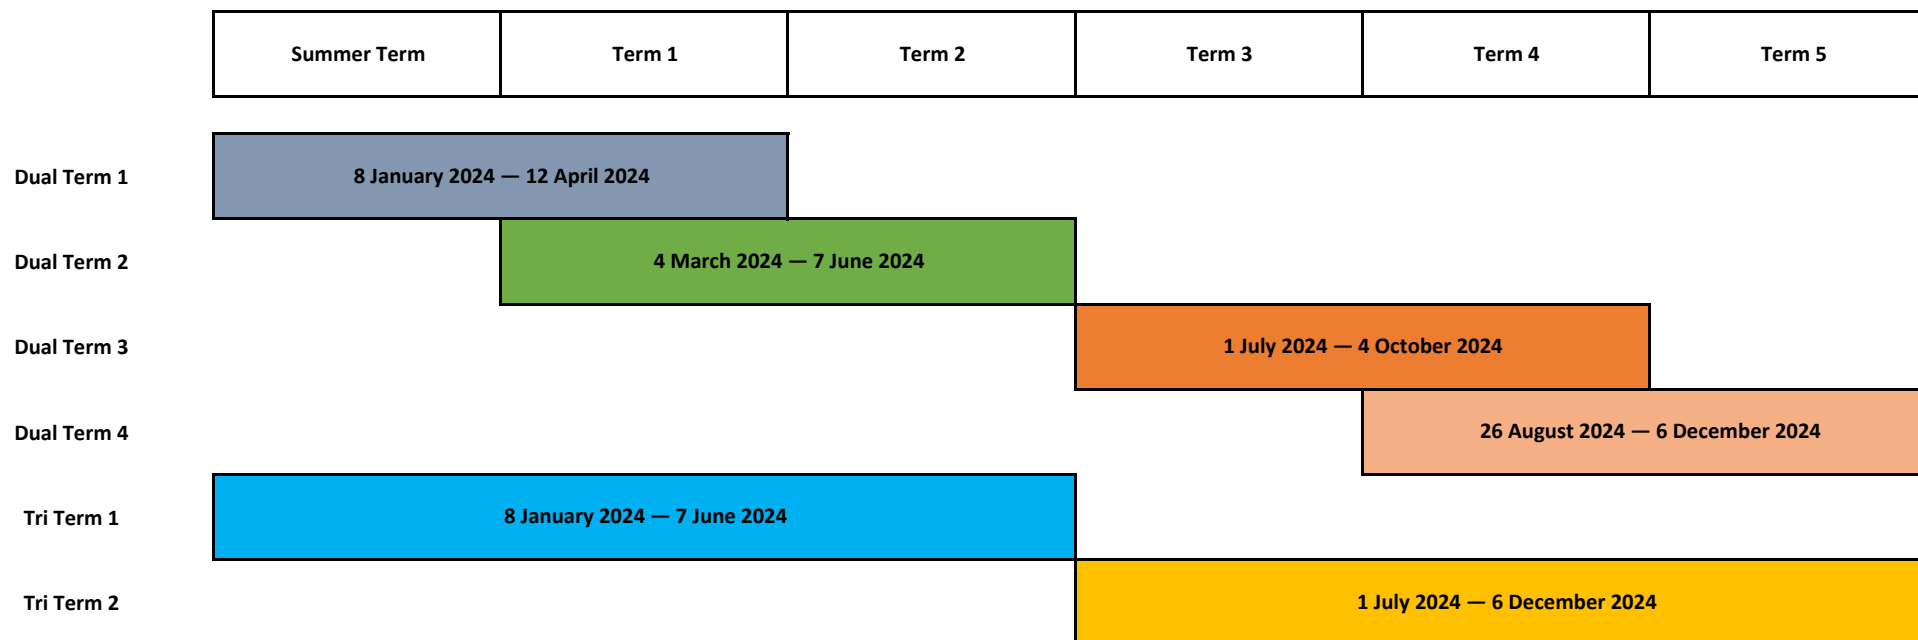 Summer Term
Term 1
Term 2
Term 3
Term 4
Term 5
Dual Term 1
8 January 2024 — 12 April 2024
Dual Term 2
4 March 2024 — 7 June 2024
Dual Term 3
1 July 2024 — 4 October 2024
Dual Term 4
26 August 2024 — 6 December 2024
Tri Term 1
8 January 2024 — 7 June 2024
Tri Term 2
1 July 2024 — 6 December 2024